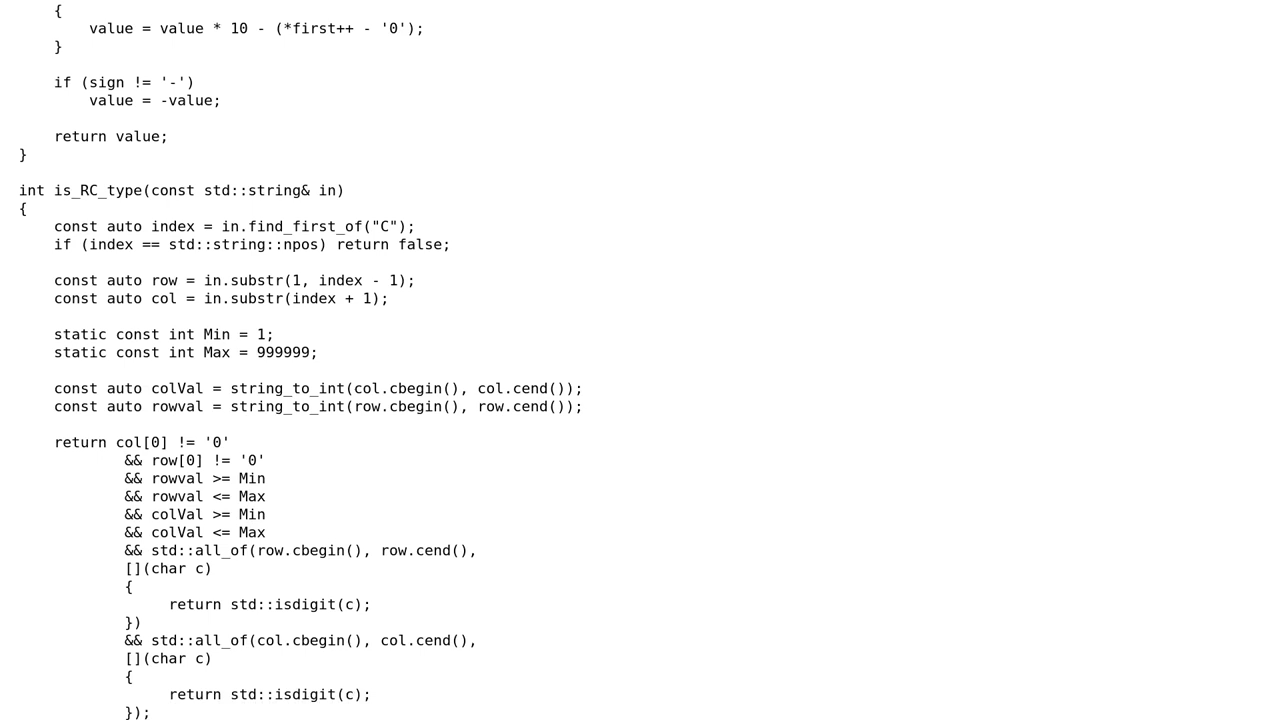 {
        value = value * 10 - (*first++ - '0');
    }

    if (sign != '-')
        value = -value;

    return value;
}

int is_RC_type(const std::string& in)
{
    const auto index = in.find_first_of("C");
    if (index == std::string::npos) return false;

    const auto row = in.substr(1, index - 1);
    const auto col = in.substr(index + 1);

    static const int Min = 1;
    static const int Max = 999999;

    const auto colVal = string_to_int(col.cbegin(), col.cend());
    const auto rowval = string_to_int(row.cbegin(), row.cend());

    return col[0] != '0'
            && row[0] != '0'
            && rowval >= Min
            && rowval <= Max
            && colVal >= Min
            && colVal <= Max
            && std::all_of(row.cbegin(), row.cend(),
            [](char c)
            {
                 return std::isdigit(c);
            })
            && std::all_of(col.cbegin(), col.cend(),
            [](char c)
            {
                 return std::isdigit(c);
            });